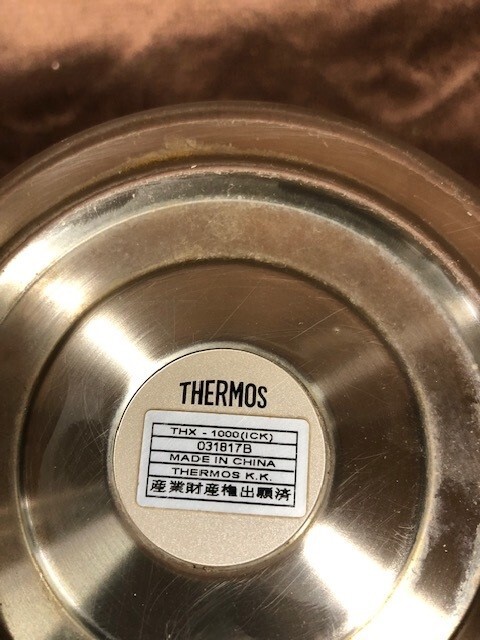 THERMOS
THX - 1000(ICK)
031817B
MADE IN CHINA
THERMOS K.K.
産業財産権出願済